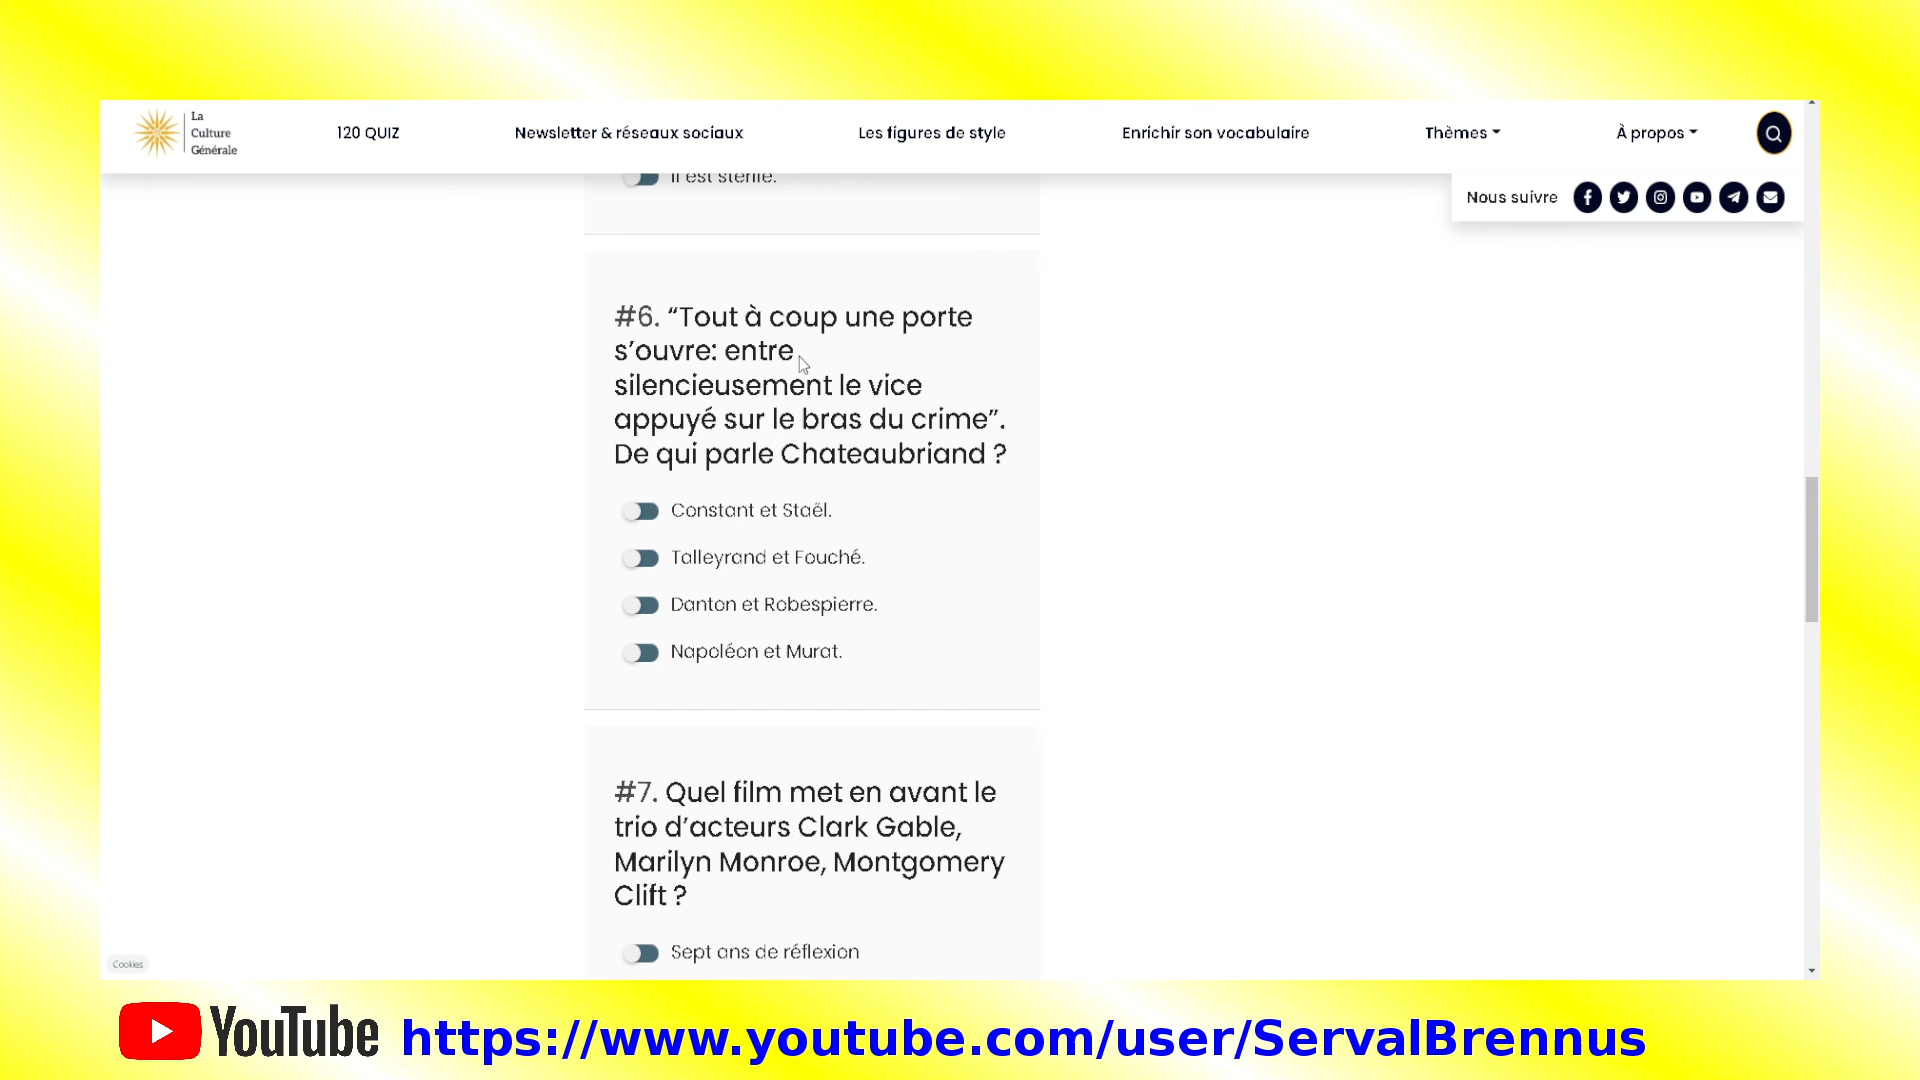 La
Culture
Générale
120 QUIZ
Newsletter & réseaux sociaux
Les figures de style
Enrichir son vocabulaire
Thèmes
À propos
Nous suivre
Il est stérile.
#6. “Tout à coup une porte
s’ouvre: entre
silencieusement le vice
appuyé sur le bras du crime”.
De qui parle Chateaubriand ?
Constant et Staël.
Talleyrand et Fouché.
Danton et Robespierre.
Napoléon et Murat.
#7. Quel film met en avant le
trio d’acteurs Clark Gable,
Marilyn Monroe, Montgomery
Clift ?
Sept ans de réflexion
Cookies
YouTube https://www.youtube.com/user/ServalBrennus